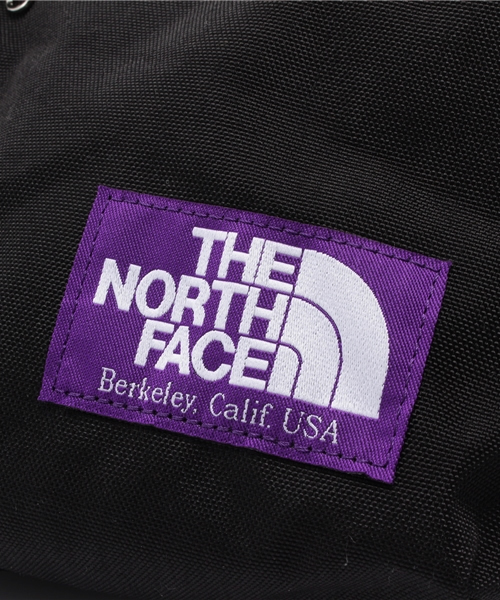 THE
NORTH
FACE
Berkeley, Calif. USA